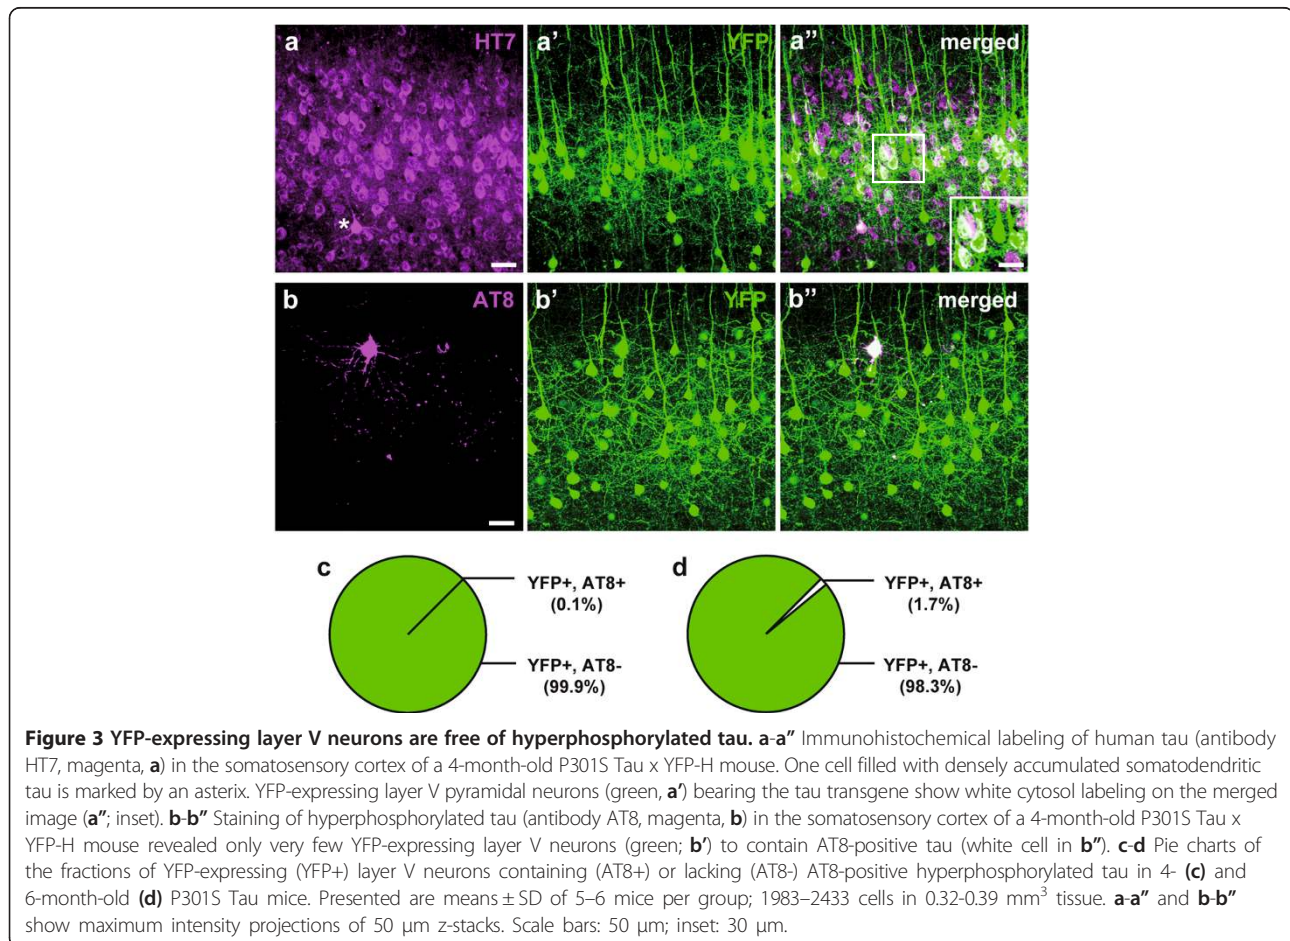 a HT7 a’ YFP a” merged
*
b AT8 b’ YFP b” merged
c YFP+, AT8+ d YFP+, AT8+
(0.1%) (1.7%)
YFP+, AT8- YFP+, AT8-
(99.9%) (98.3%)
Figure 3 YFP-expressing layer V neurons are free of hyperphosphorylated tau. a-a” Immunohistochemical labeling of human tau (antibody
HT7, magenta, a) in the somatosensory cortex of a 4-month-old P301S Tau x YFP-H mouse. One cell filled with densely accumulated somatodendritic
tau is marked by an asterix. YFP-expressing layer V pyramidal neurons (green, a’) bearing the tau transgene show white cytosol labeling on the merged
image (a”; inset). b-b” Staining of hyperphosphorylated tau (antibody AT8, magenta, b) in the somatosensory cortex of a 4-month-old P301S Tau x
YFP-H mouse revealed only very few YFP-expressing layer V neurons (green; b’) to contain AT8-positive tau (white cell in b”). c-d Pie charts of
the fractions of YFP-expressing (YFP+) layer V neurons containing (AT8+) or lacking (AT8-) AT8-positive hyperphosphorylated tau in 4- (c) and
6-month-old (d) P301S Tau mice. Presented are means ± SD of 5–6 mice per group; 1983–2433 cells in 0.32-0.39 mm³ tissue. a-a” and b-b”
show maximum intensity projections of 50 μm z-stacks. Scale bars: 50 μm; inset: 30 μm.